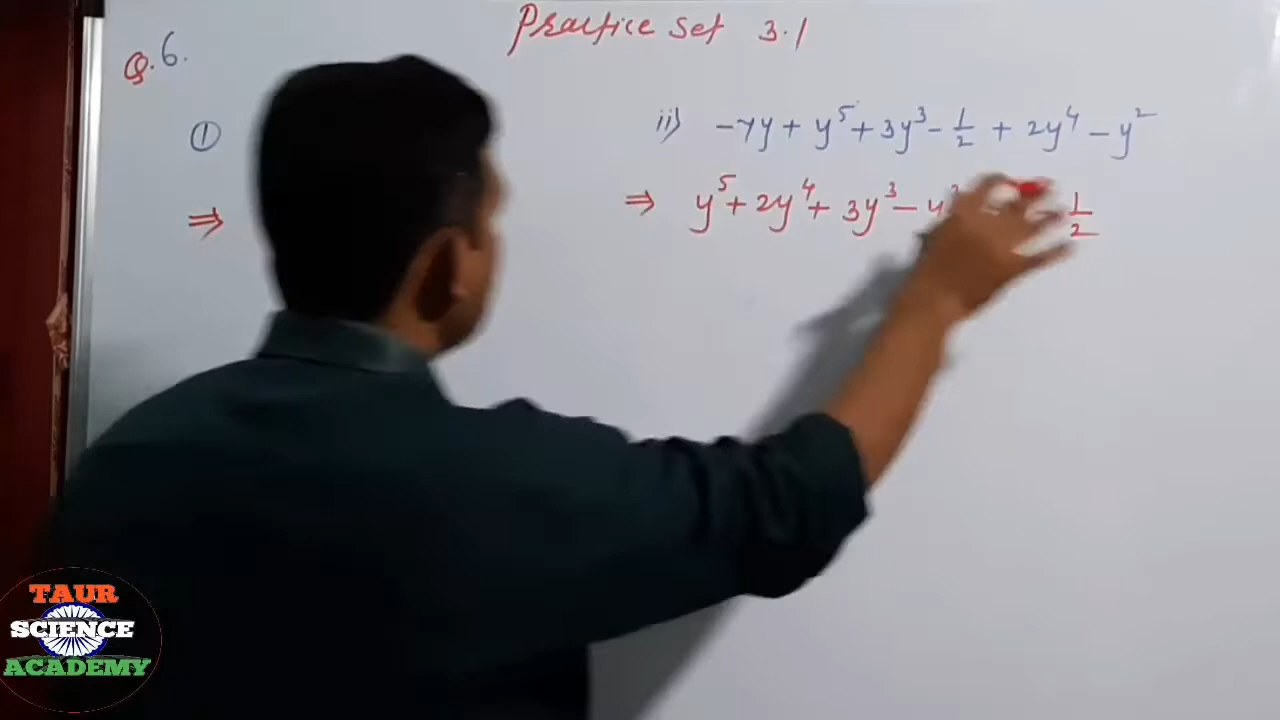 Practice set 3.1
Q.6.
①
ii) -7y + y⁵ + 3y³ - 1/2 + 2y⁴ - y²
⇒
⇒ y⁵ + 2y⁴ + 3y³ - y² - 1/2
TAUR
SCIENCE
ACADEMY